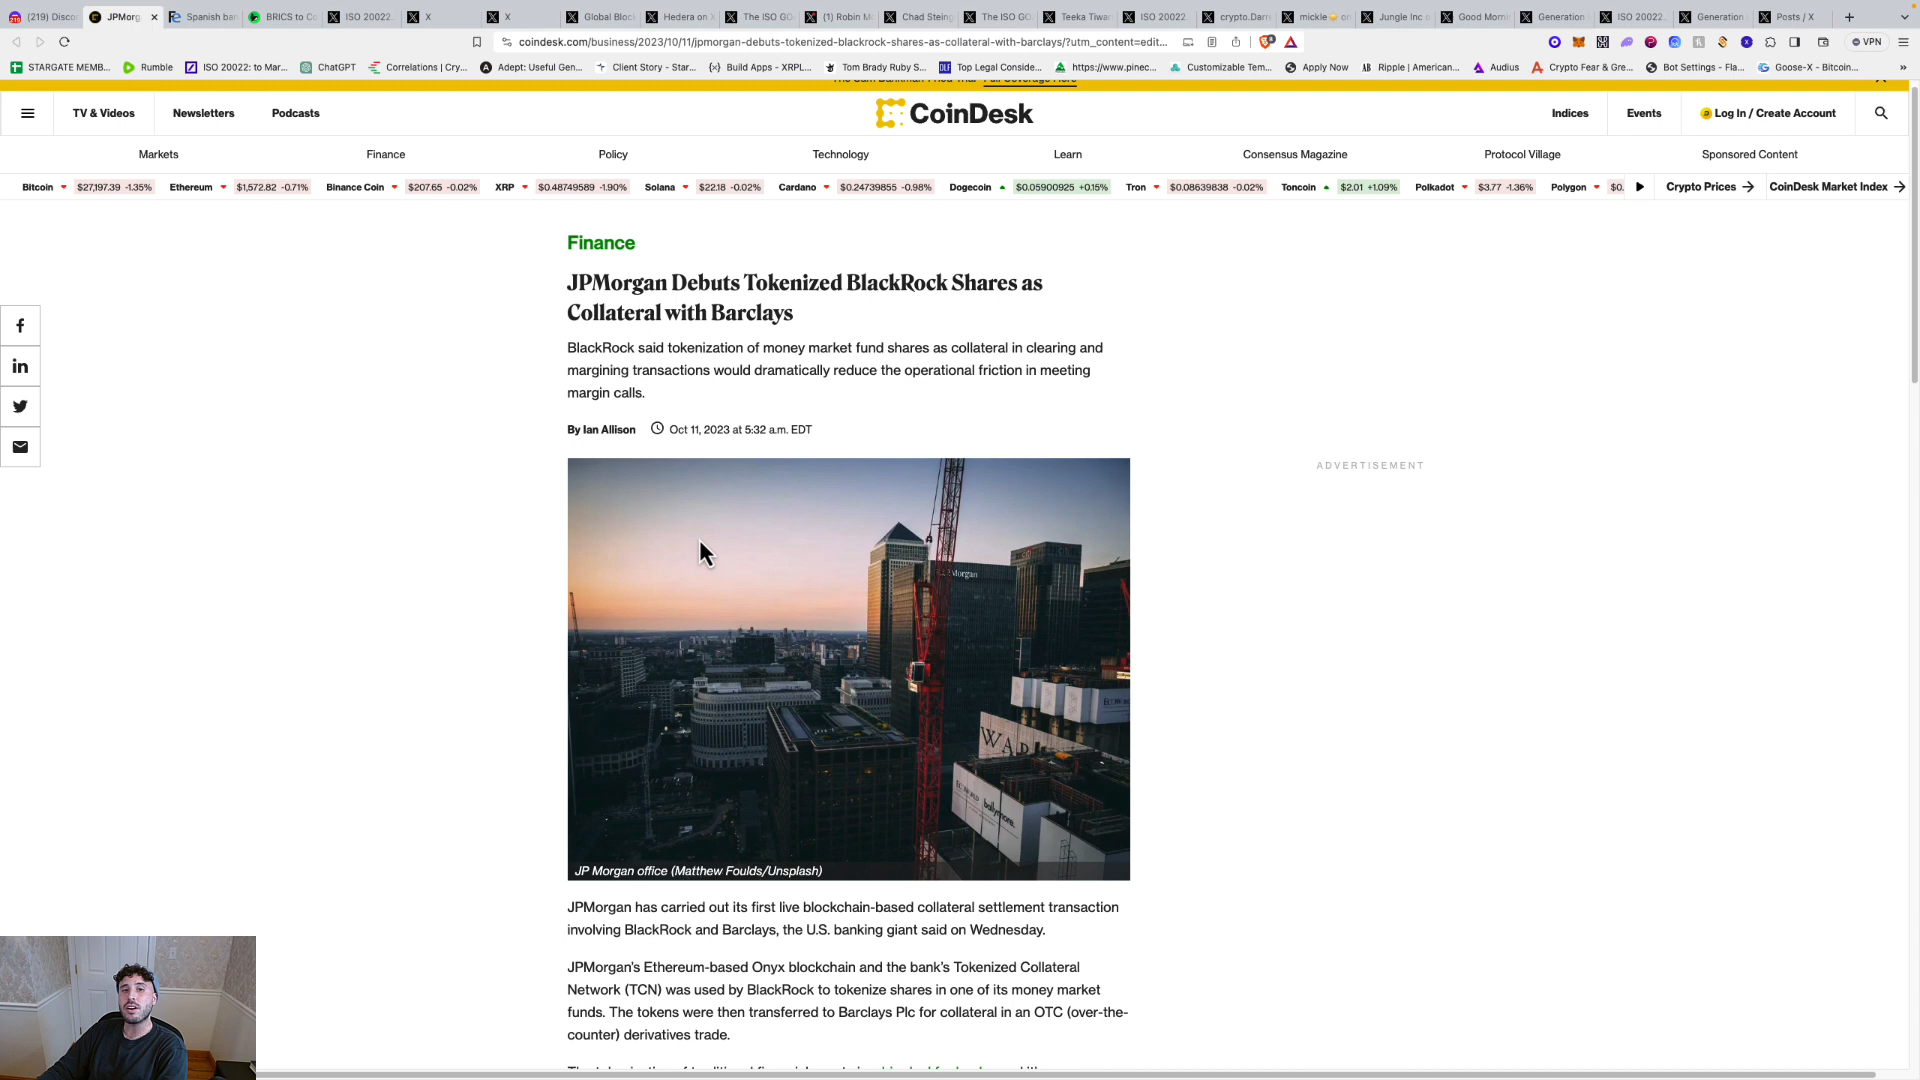 (219) Discor
JPMorg
Spanish ban
BRICS to Co
ISO 20022
X
X
Global Bloc
Hedera on X
The ISO GO
(1) Robin M
Chad Steing
The ISO GO
Teeka Tiwar
ISO 20022
crypto.Darn
mickle on
Jungle Inc o
Good Morni
Generation
ISO 20022
Generation
Posts / X
coindesk.com/business/2023/10/11/jpmorgan-debuts-tokenized-blackrock-shares-as-collateral-with-barclays/?utm_content=edit...
VPN
STARGATE MEMB...
Rumble
ISO 20022: to Mar...
ChatGPT
Correlations | Cry...
Adept: Useful Gen...
Client Story - Star...
Build Apps - XRPL...
Tom Brady Ruby S...
Top Legal Conside...
https://www.pinec...
Customizable Tem...
Apply Now
Ripple | American...
Audius
Crypto Fear & Gre...
Bot Settings - Fla...
Goose-X - Bitcoin...
TV & Videos
Newsletters
Podcasts
CoinDesk
Indices
Events
Log In / Create Account
Markets
Finance
Policy
Technology
Learn
Consensus Magazine
Protocol Village
Sponsored Content
Bitcoin $27,197.39 -1.35%
Ethereum $1,572.82 -0.71%
Binance Coin $207.65 -0.02%
XRP $0.48749589 -1.90%
Solana $22.18 -0.02%
Cardano $0.24739855 -0.98%
Dogecoin $0.05900925 +0.15%
Tron $0.08639838 -0.02%
Toncoin $2.01 +1.09%
Polkadot $3.77 -1.36%
Polygon $0.
Crypto Prices
CoinDesk Market Index
Finance
JPMorgan Debuts Tokenized BlackRock Shares as
Collateral with Barclays
BlackRock said tokenization of money market fund shares as collateral in clearing and
margining transactions would dramatically reduce the operational friction in meeting
margin calls.
By Ian Allison Oct 11, 2023 at 5:32 a.m. EDT
ADVERTISEMENT
J.P.Morgan
WARD
ballymore.
JP Morgan office (Matthew Foulds/Unsplash)
JPMorgan has carried out its first live blockchain-based collateral settlement transaction
involving BlackRock and Barclays, the U.S. banking giant said on Wednesday.
JPMorgan's Ethereum-based Onyx blockchain and the bank's Tokenized Collateral
Network (TCN) was used by BlackRock to tokenize shares in one of its money market
funds. The tokens were then transferred to Barclays Plc for collateral in an OTC (over-the-
counter) derivatives trade.